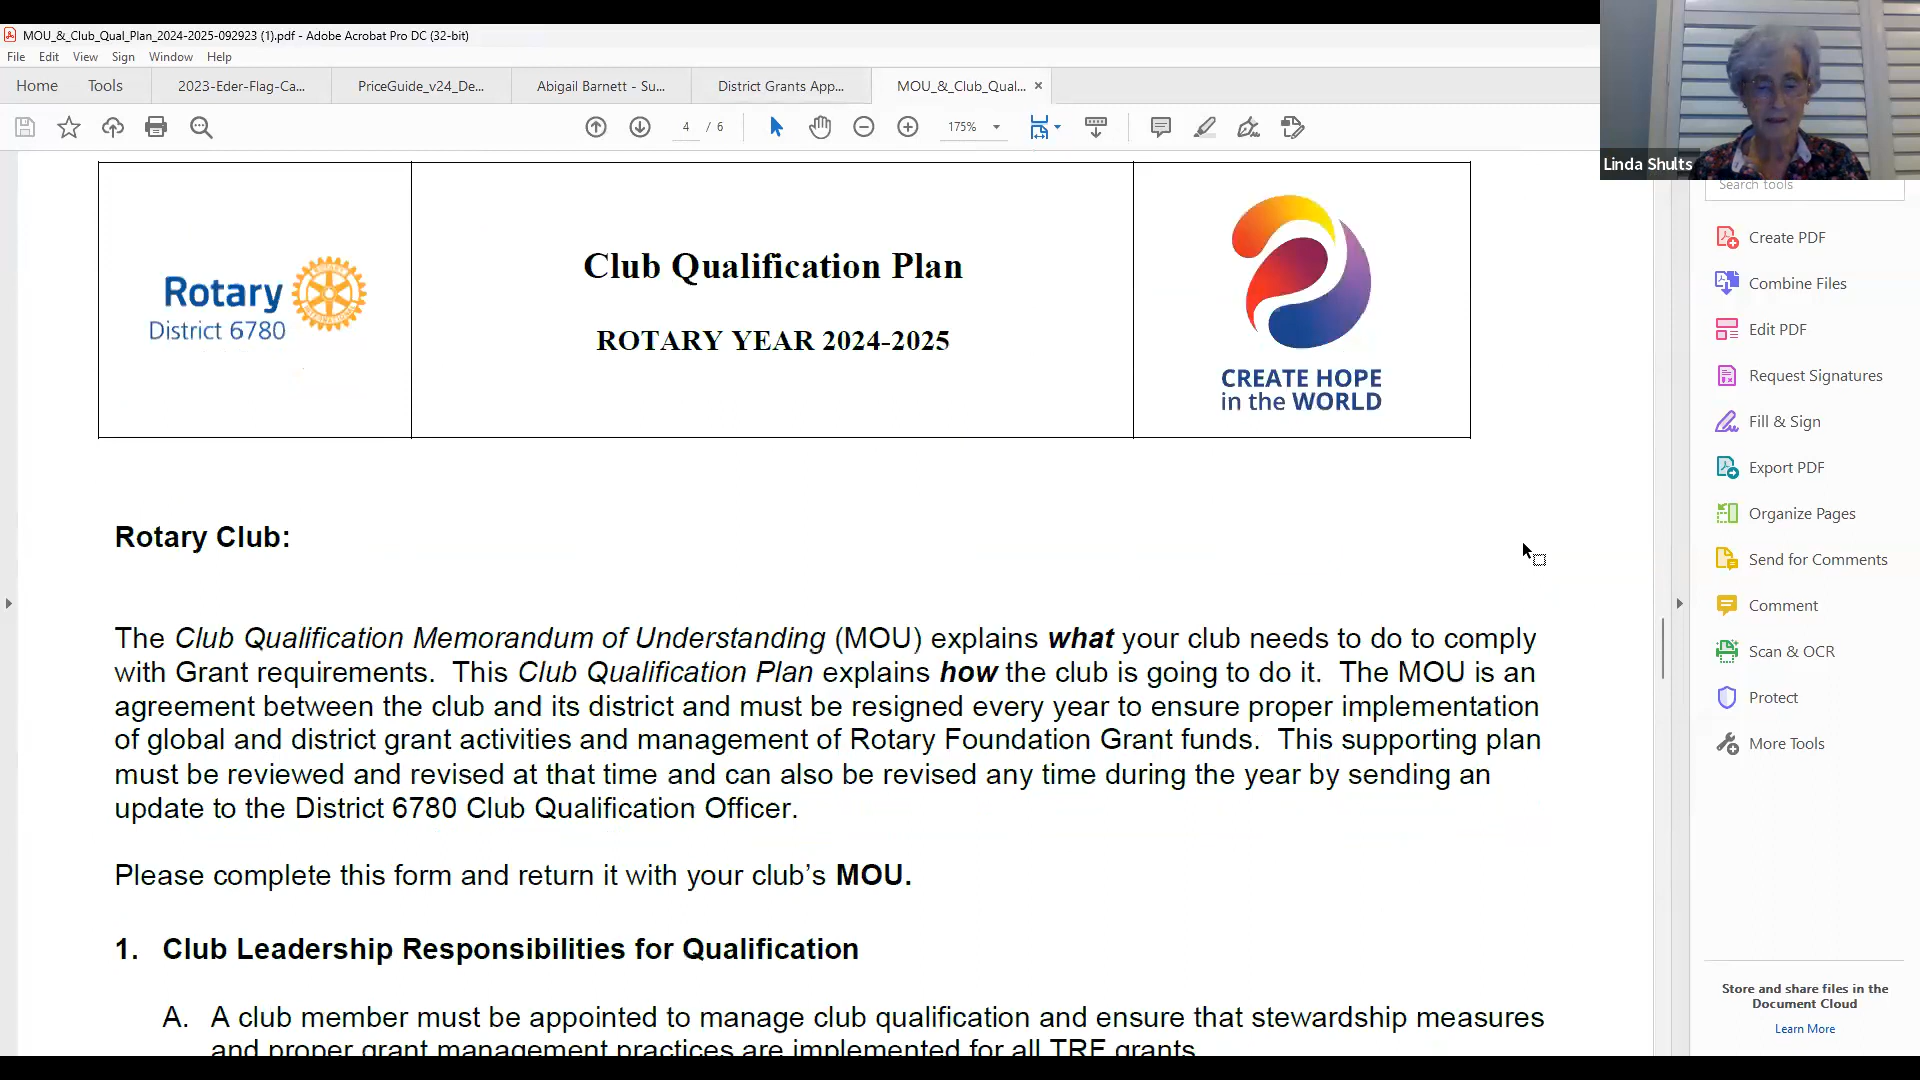 MOU_&_Club_Qual_Plan_2024-2025-092923 (1).pdf - Adobe Acrobat Pro DC (32-bit)
File Edit View Sign Window Help
Home Tools 2023-Eder-Flag-Ca... PriceGuide_v24_De... Abigail Barnett - Su... District Grants App... MOU_&_Club_Qual... ×
4 / 6 175%
Linda Shults
Search tools
Rotary
District 6780
Club Qualification Plan
ROTARY YEAR 2024-2025
CREATE HOPE
in the WORLD
Rotary Club:
The Club Qualification Memorandum of Understanding (MOU) explains what your club needs to do to comply
with Grant requirements.  This Club Qualification Plan explains how the club is going to do it.  The MOU is an
agreement between the club and its district and must be resigned every year to ensure proper implementation
of global and district grant activities and management of Rotary Foundation Grant funds.  This supporting plan
must be reviewed and revised at that time and can also be revised any time during the year by sending an
update to the District 6780 Club Qualification Officer.
Please complete this form and return it with your club’s MOU.
1. Club Leadership Responsibilities for Qualification
A. A club member must be appointed to manage club qualification and ensure that stewardship measures
and proper grant management practices are implemented for all TRF grants.
Create PDF
Combine Files
Edit PDF
Request Signatures
Fill & Sign
Export PDF
Organize Pages
Send for Comments
Comment
Scan & OCR
Protect
More Tools
Store and share files in the
Document Cloud
Learn More